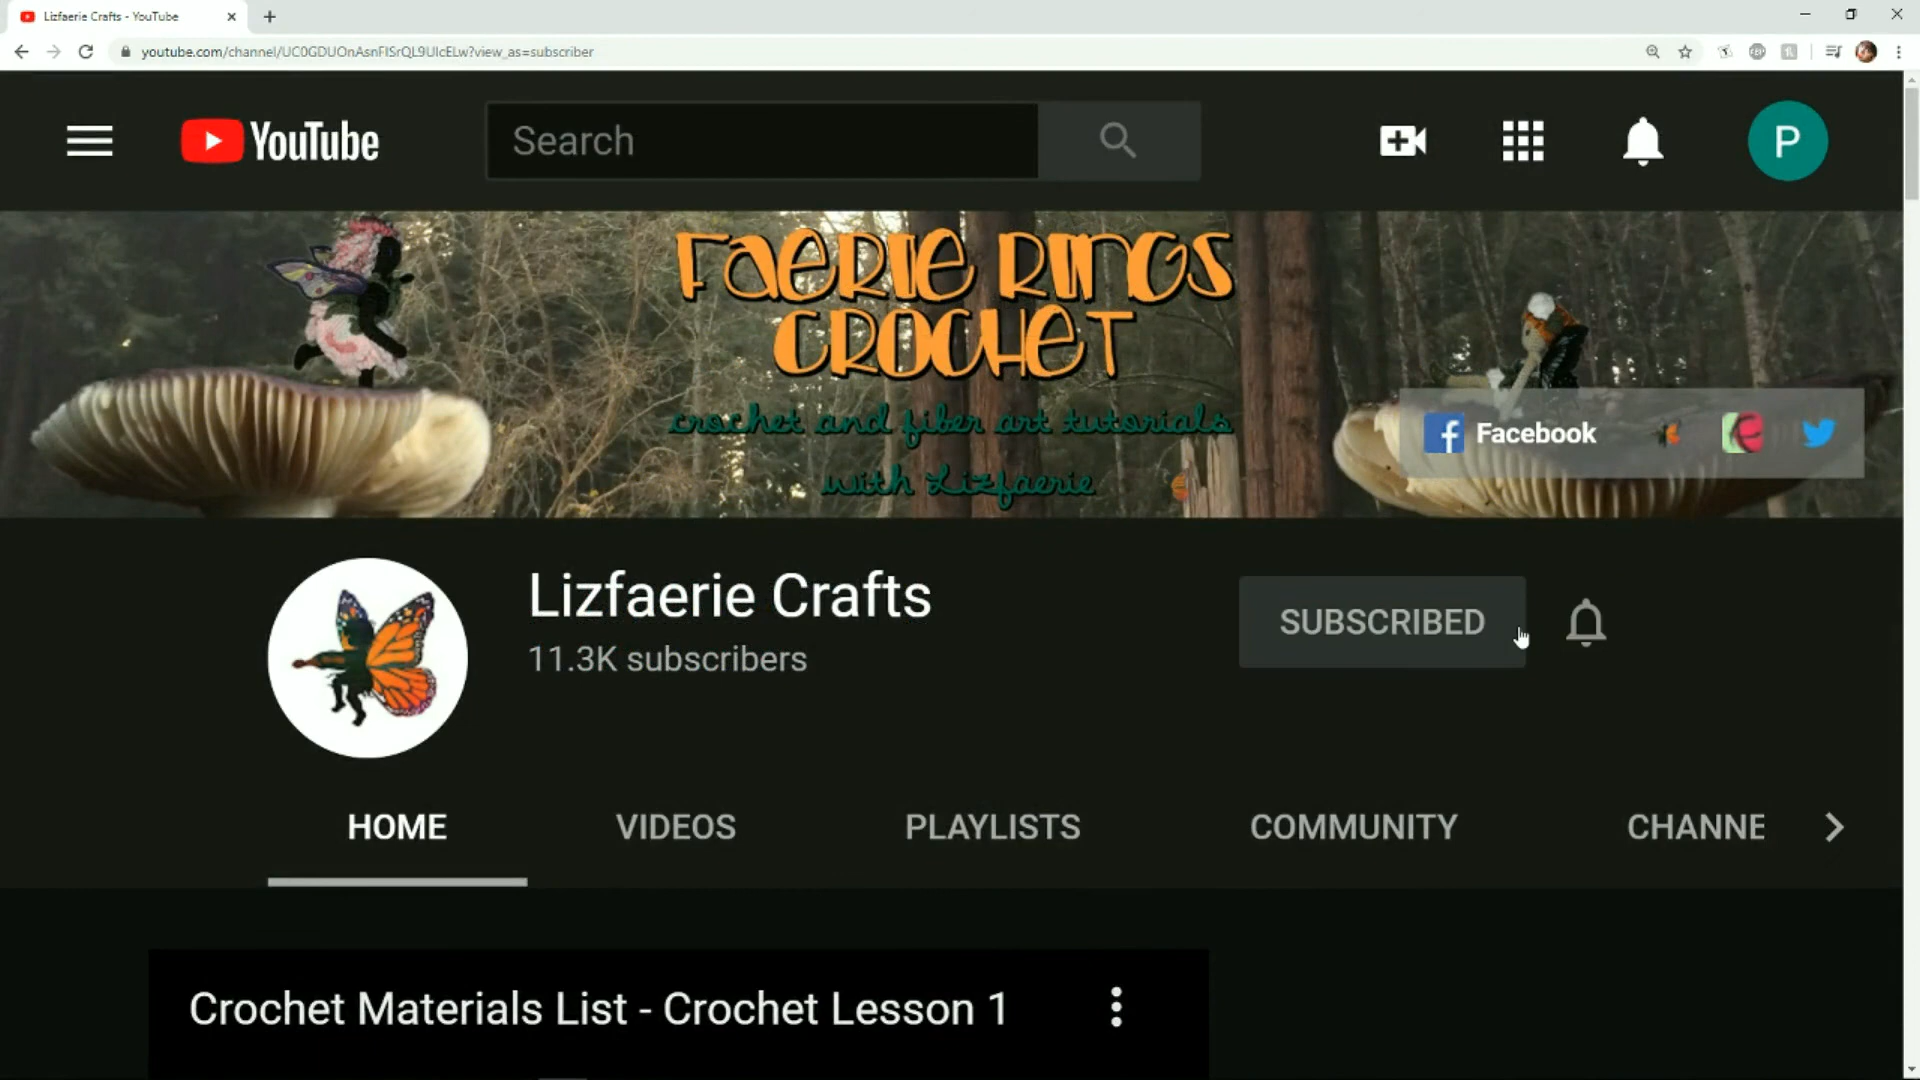 Lizfaerie Crafts - YouTube
youtube.com/channel/UC0GDUOnAsnFISrQL9UIcELw?view_as=subscriber
YouTube
Search
P
FAERIE RINGS
CROCHET
crochet and fiber art tutorials
with Lizfaerie
Facebook
Lizfaerie Crafts
11.3K subscribers
SUBSCRIBED
HOME
VIDEOS
PLAYLISTS
COMMUNITY
CHANNE
Crochet Materials List - Crochet Lesson 1